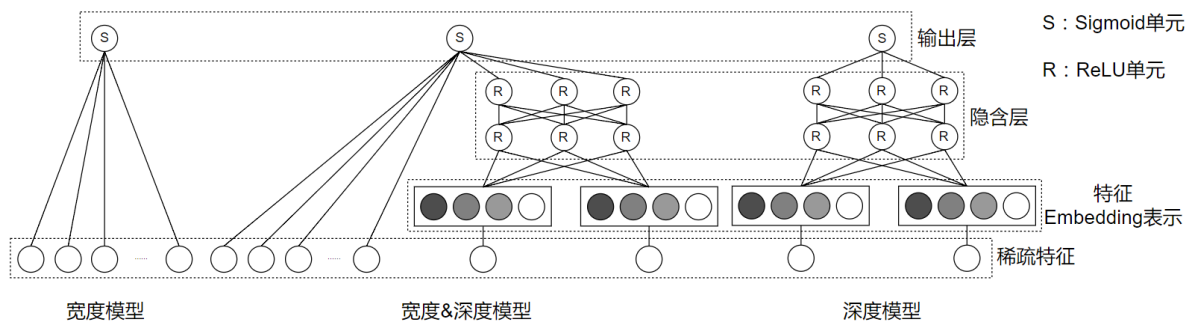 S
S
S
输出层
S:Sigmoid单元
R:ReLU单元
R
R
R
R
R
R
隐含层
R
R
R
R
R
R
特征
Embedding表示
......
......
稀疏特征
宽度模型
宽度&深度模型
深度模型